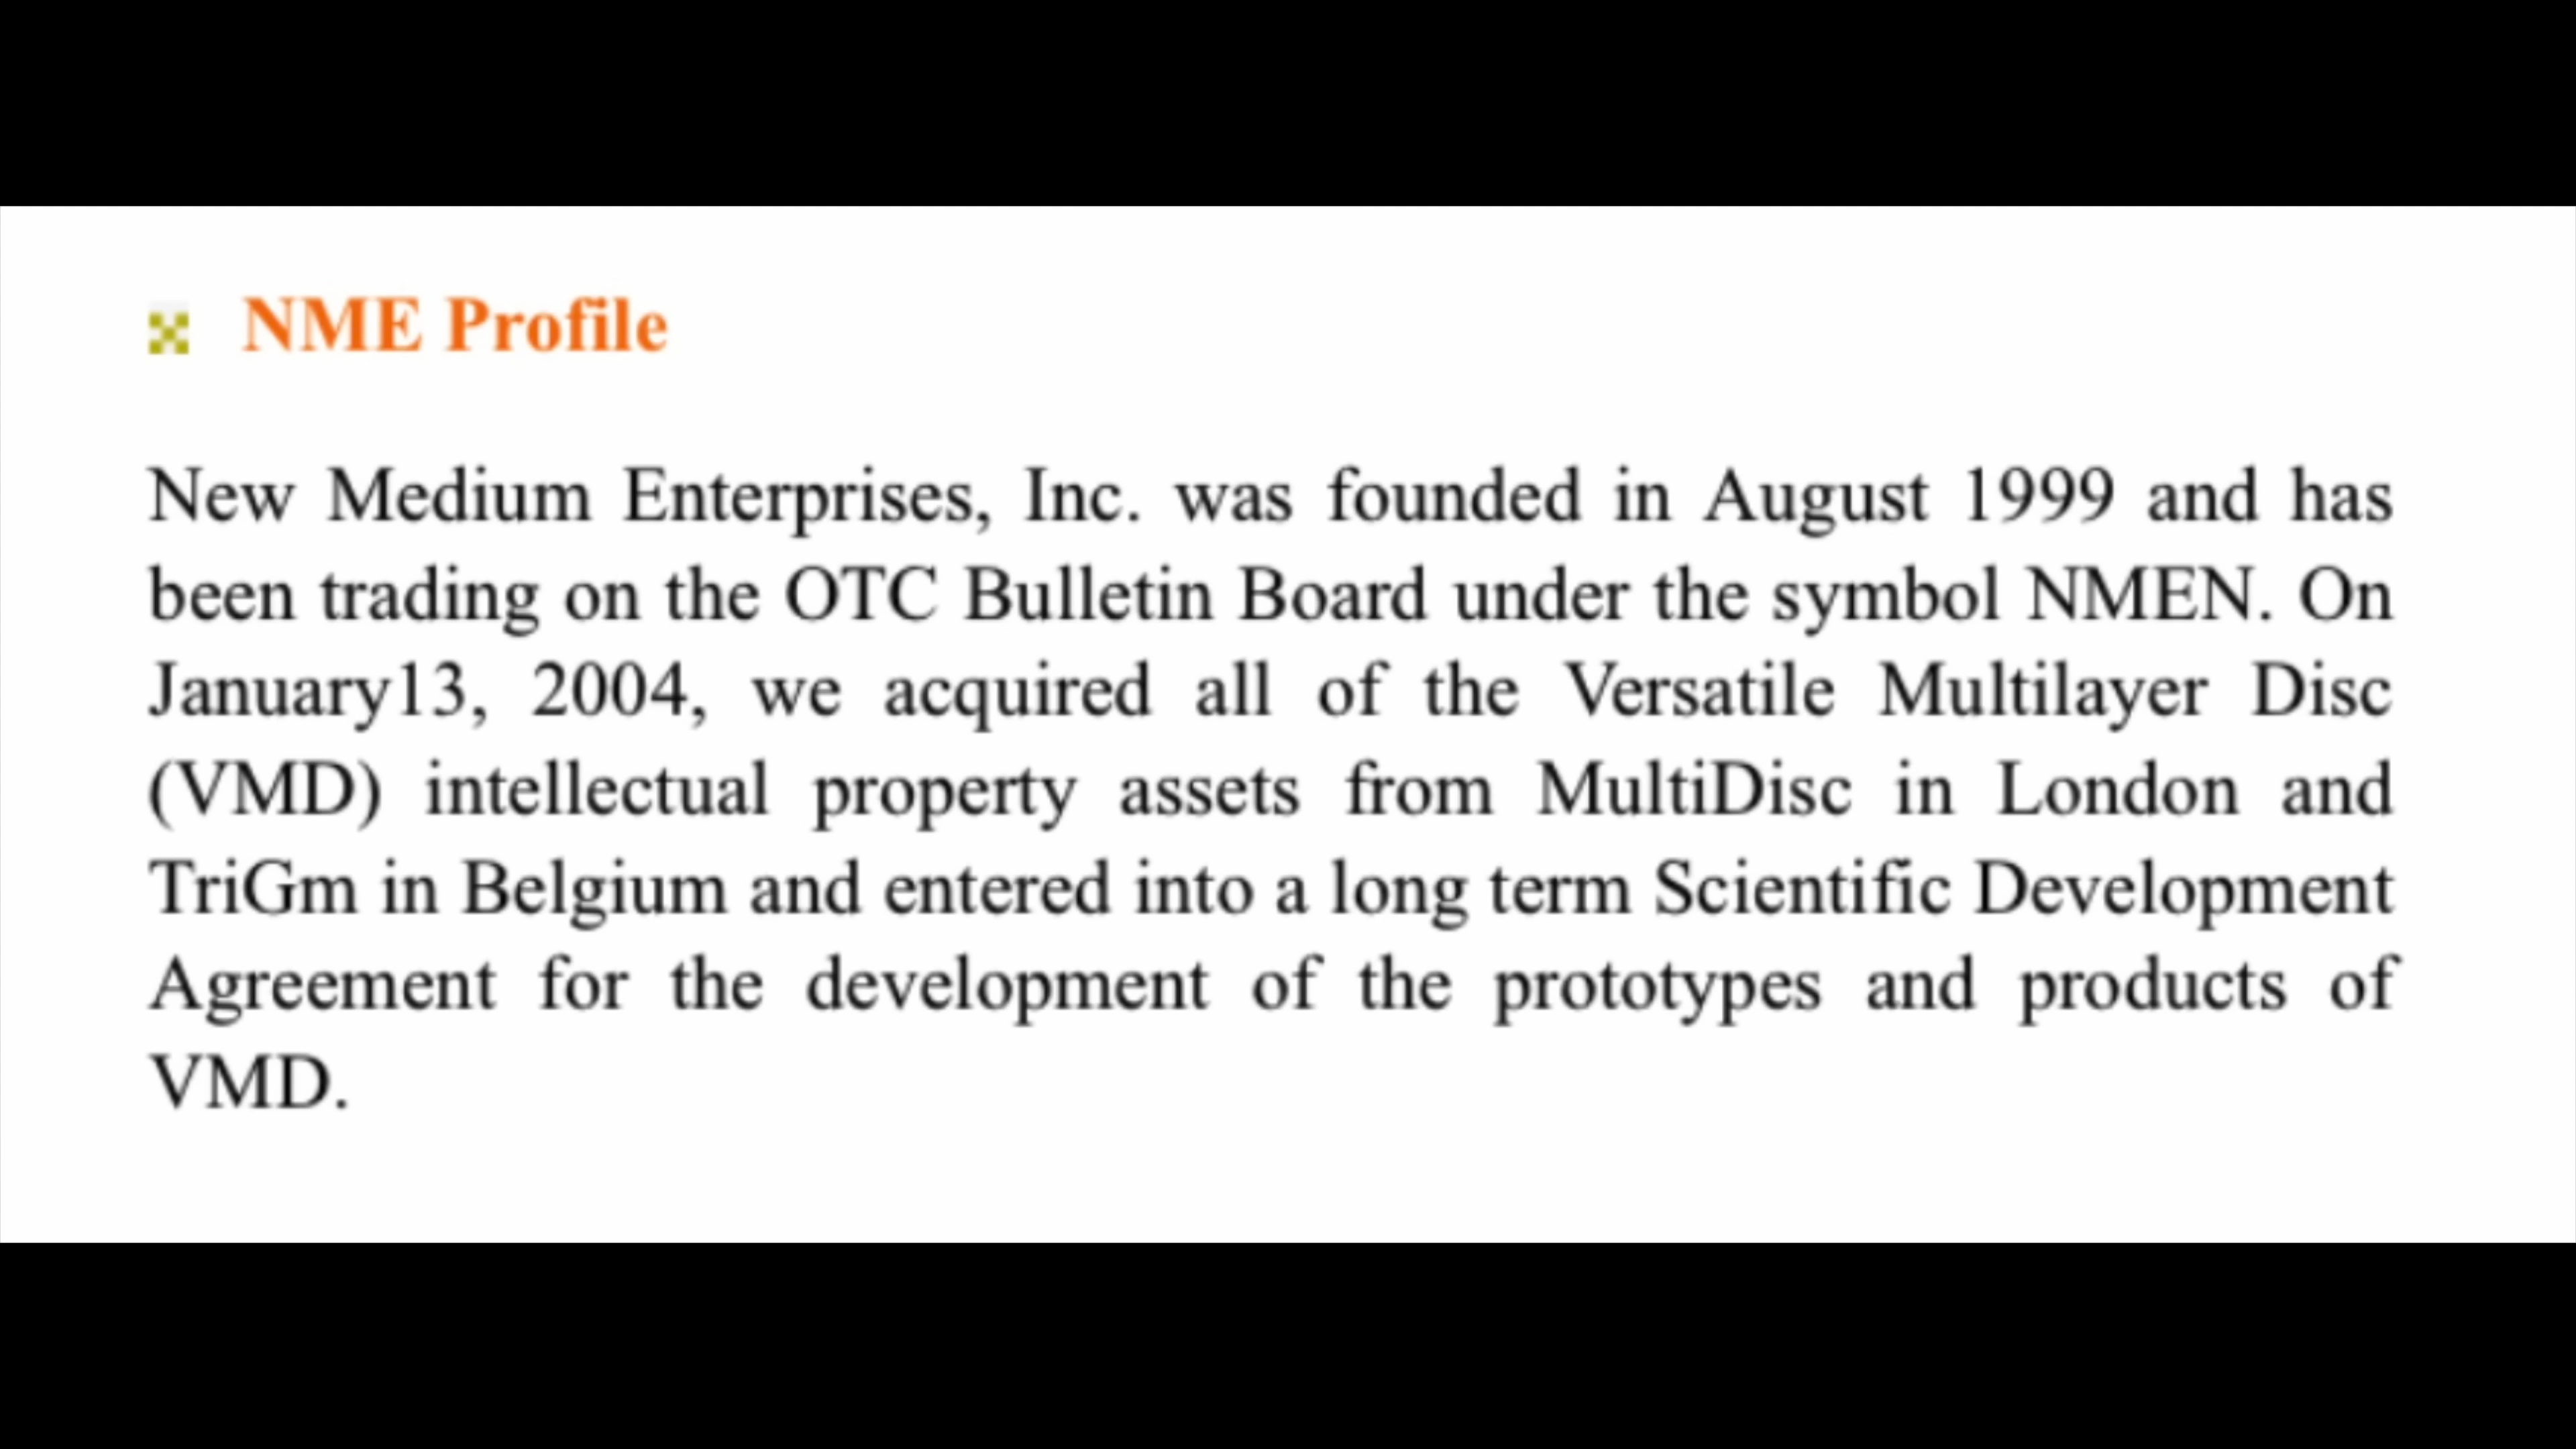 NME Profile
New Medium Enterprises, Inc. was founded in August 1999 and has
been trading on the OTC Bulletin Board under the symbol NMEN. On
January13, 2004, we acquired all of the Versatile Multilayer Disc
(VMD) intellectual property assets from MultiDisc in London and
TriGm in Belgium and entered into a long term Scientific Development
Agreement for the development of the prototypes and products of
VMD.